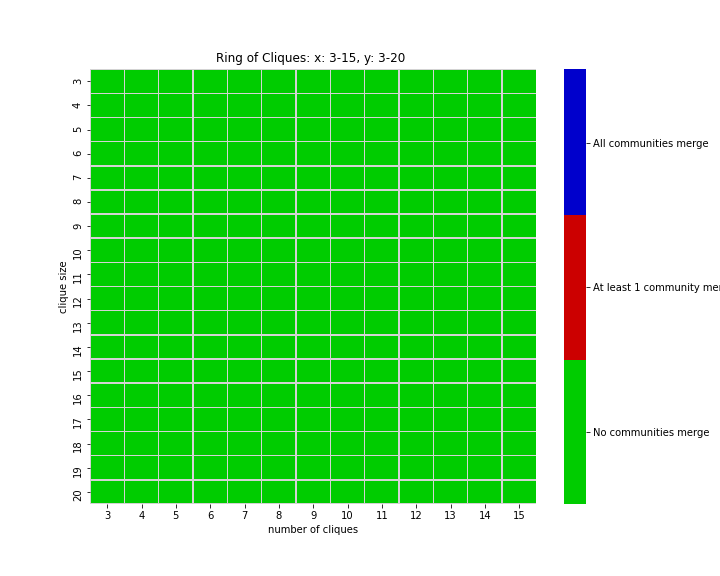 Ring of Cliques: x: 3-15, y: 3-20
clique size
3
4
5
6
7
8
9
10
11
12
13
14
15
16
17
18
19
20
3 4 5 6 7 8 9 10 11 12 13 14 15
number of cliques
All communities merge
At least 1 community
No communities merge